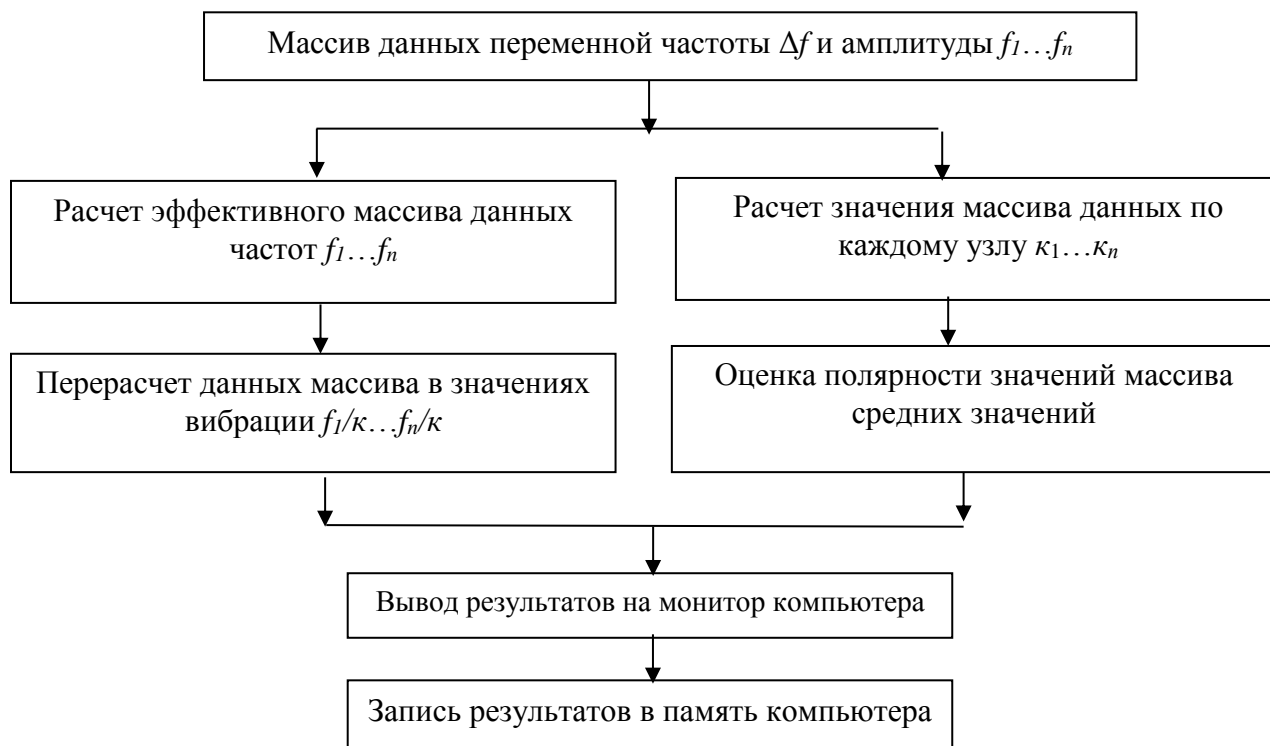 Массив данных переменной частоты Δf и амплитуды f₁…fₙ
Расчет эффективного массива данных
частот f₁…fₙ
Расчет значения массива данных по
каждому узлу к₁…кₙ
Перерасчет данных массива в значениях
вибрации f₁/к…fₙ/к
Оценка полярности значений массива
средних значений
Вывод результатов на монитор компьютера
Запись результатов в память компьютера